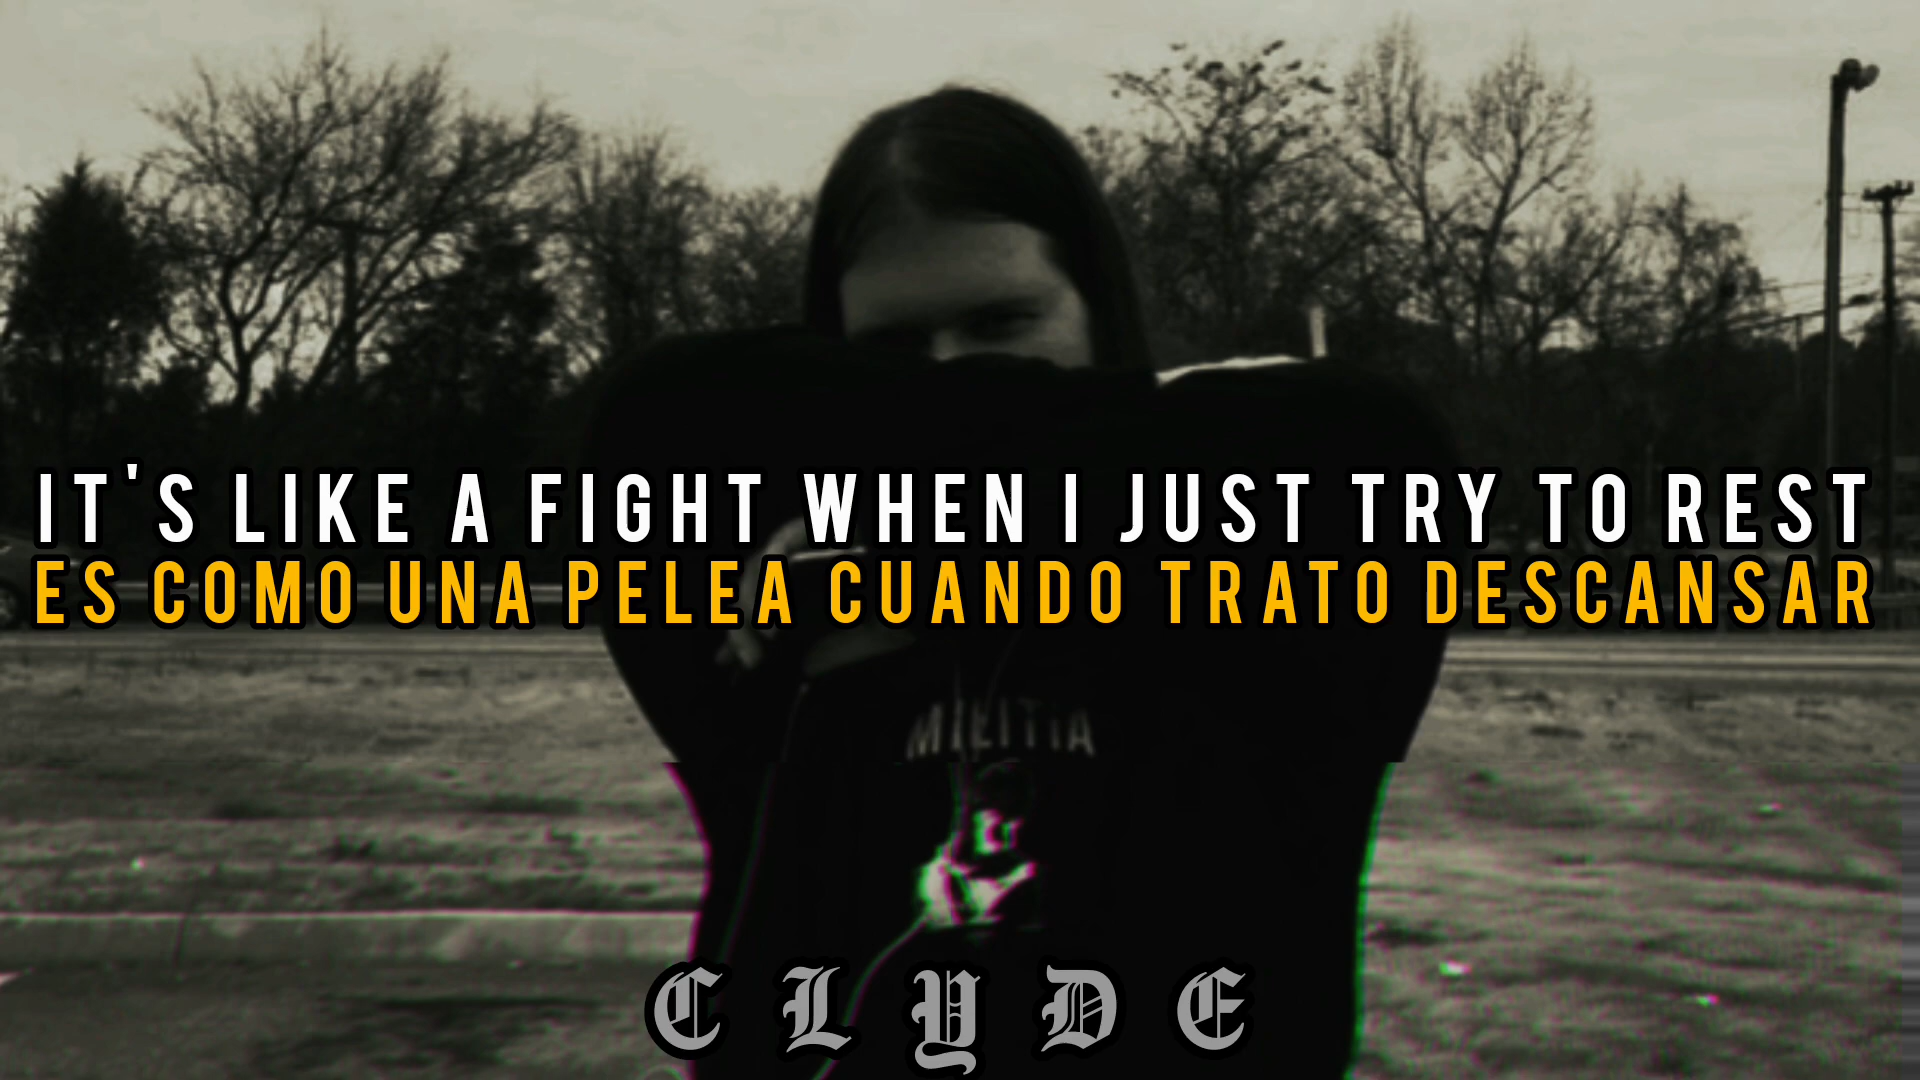 IT'S LIKE A FIGHT WHEN I JUST TRY TO REST
ES COMO UNA PELEA CUANDO TRATO DESCANSAR
MILITIA
CLYDE